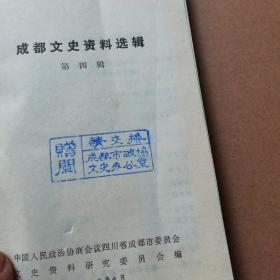 成都文史资料选辑
第四辑
赠阅
请交换
成都市政协
文史办公室
中国人民政治协商会议四川省成都市委员会
文史资料研究委员会编